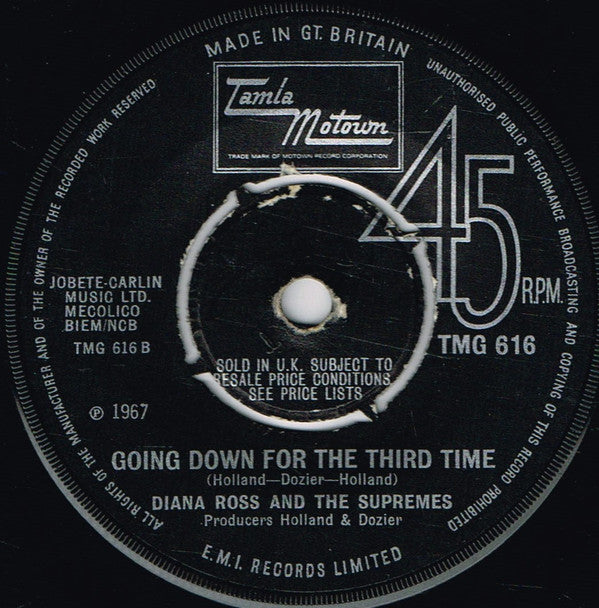 MADE IN GT. BRITAIN
UNAUTHORISED PUBLIC PERFORMANCE BROADCASTING AND COPYING OF THIS RECORD PROHIBITED
ALL RIGHTS OF THE MANUFACTURER AND OF THE OWNER OF THE RECORDED WORK RESERVED
Tamla
Motown
TRADE MARK OF MOTOWN RECORD CORPORATION
45
R.P.M.
JOBETE-CARLIN
MUSIC LTD.
MECOLICO
BIEM/NCB
TMG 616 B
TMG 616
SOLD IN U.K. SUBJECT TO
RESALE PRICE CONDITIONS,
SEE PRICE LISTS
℗ 1967
GOING DOWN FOR THE THIRD TIME
(Holland—Dozier—Holland)
DIANA ROSS AND THE SUPREMES
Producers Holland & Dozier
E.M.I. RECORDS LIMITED